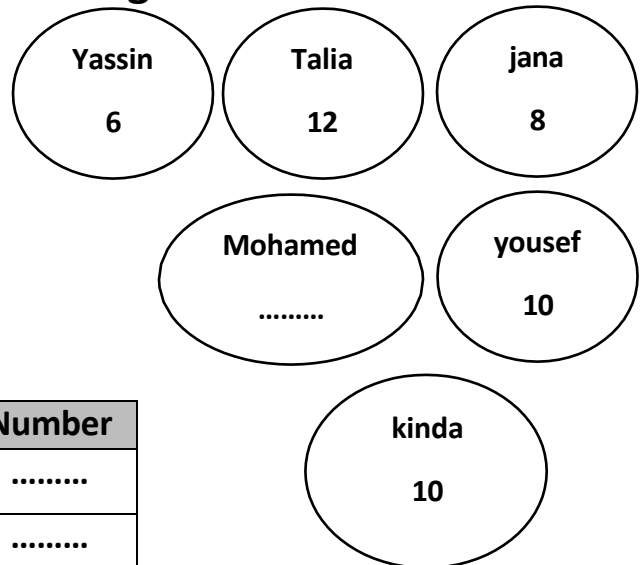 Yassin
6
Talia
12
jana
8
Mohamed
.........
yousef
10
Number
.........
.........
kinda
10